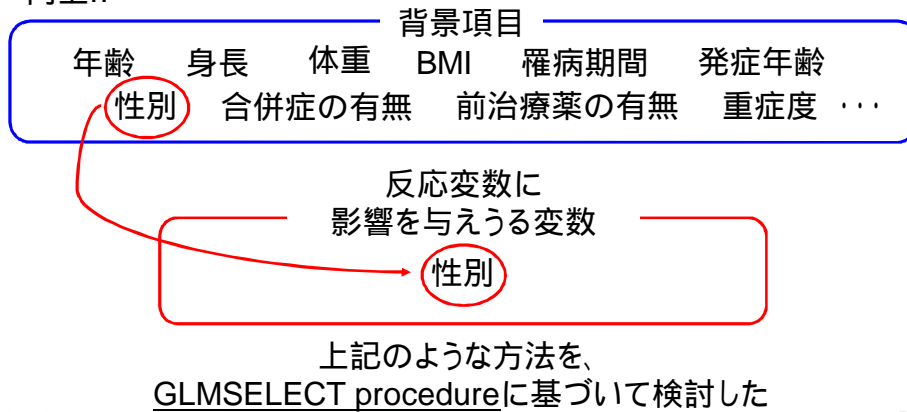 背景項目
年齢 身長 体重 BMI 罹病期間 発症年齢
性別 合併症の有無 前治療薬の有無 重症度 ･･･
反応変数に
影響を与えうる変数
性別
上記のような方法を、
GLMSELECT procedureに基づいて検討した